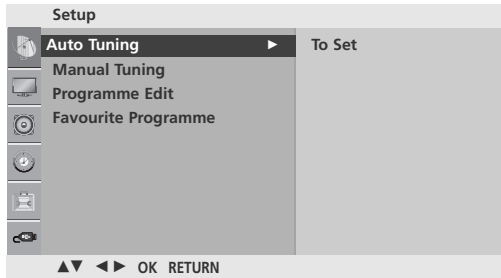 Setup
Auto Tuning ► To Set
Manual Tuning
Programme Edit
Favourite Programme
▲▼ ◄► OK RETURN